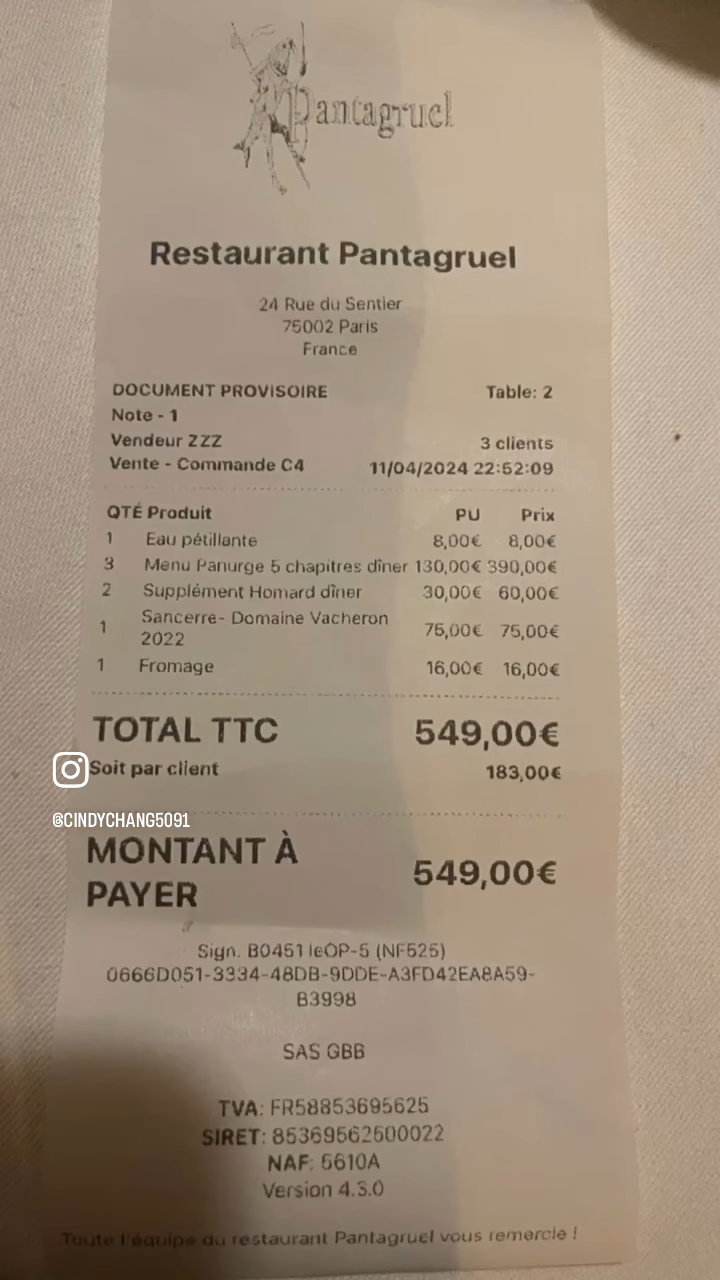 Pantagruel
Restaurant Pantagruel
24 Rue du Sentier
75002 Paris
France
DOCUMENT PROVISOIRE Table: 2
Note - 1
Vendeur ZZZ 3 clients
Vente - Commande C4 11/04/2024 22:52:09
QTÉ Produit PU Prix
1 Eau pétillante 8,00€ 8,00€
3 Menu Panurge 5 chapitres dîner 130,00€ 390,00€
2 Supplément Homard dîner 30,00€ 60,00€
1 Sancerre- Domaine Vacheron 2022 75,00€ 75,00€
1 Fromage 16,00€ 16,00€
TOTAL TTC 549,00€
Soit par client 183,00€
@CINDYCHANG5091
MONTANT À
PAYER 549,00€
Sign. B0451 leOP-5 (NF525)
0666D051-3334-48DB-9DDE-A3FD42EA8A59-
B3998
SAS GBB
TVA: FR58853695625
SIRET: 85369562500022
NAF: 5610A
Version 4.3.0
Toute l'équipe du restaurant Pantagruel vous remercie !